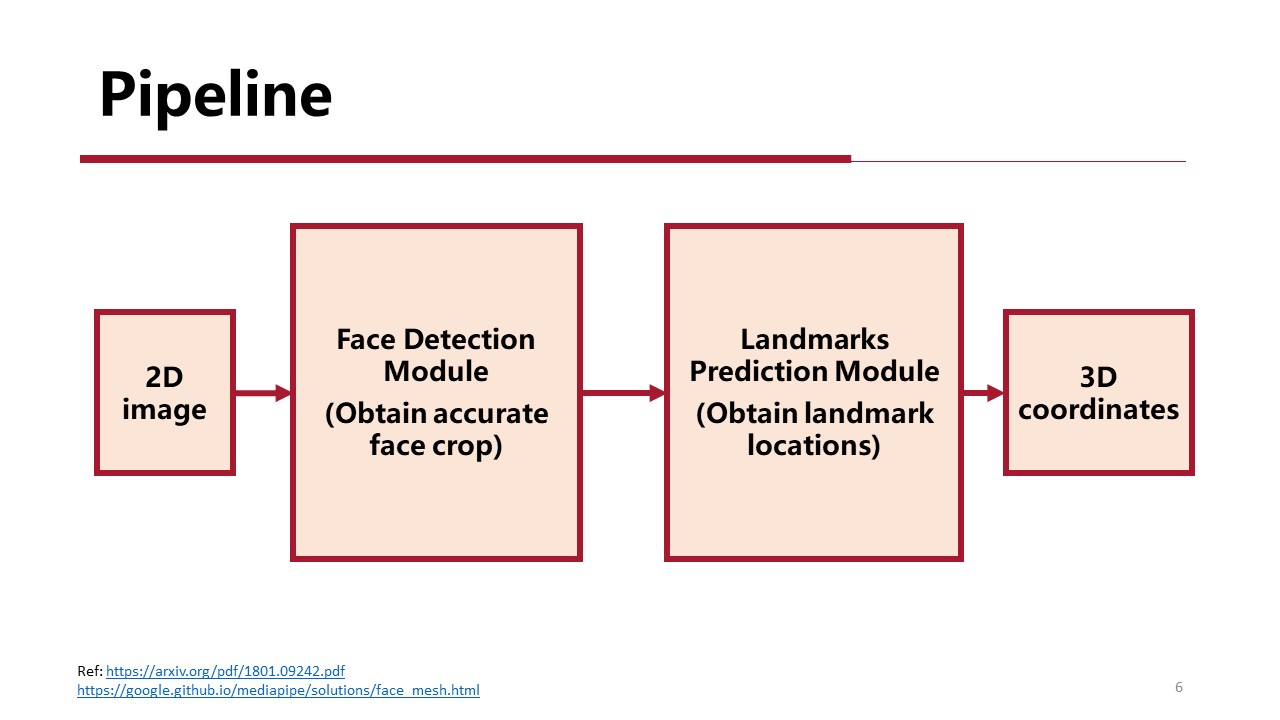 Pipeline
2D
image
Face Detection
Module
(Obtain accurate
face crop)
Landmarks
Prediction Module
(Obtain landmark
locations)
3D
coordinates
Ref: https://arxiv.org/pdf/1801.09242.pdf
https://google.github.io/mediapipe/solutions/face_mesh.html
6